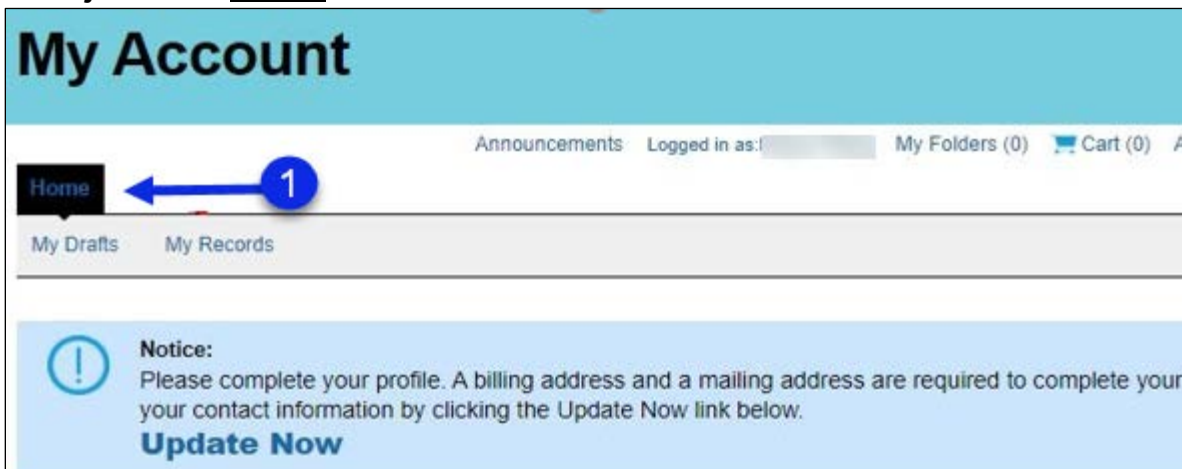 My Account
Announcements Logged in as: My Folders (0) Cart (0) A
Home
1
My Drafts My Records
Notice:
Please complete your profile. A billing address and a mailing address are required to complete your
your contact information by clicking the Update Now link below.
Update Now